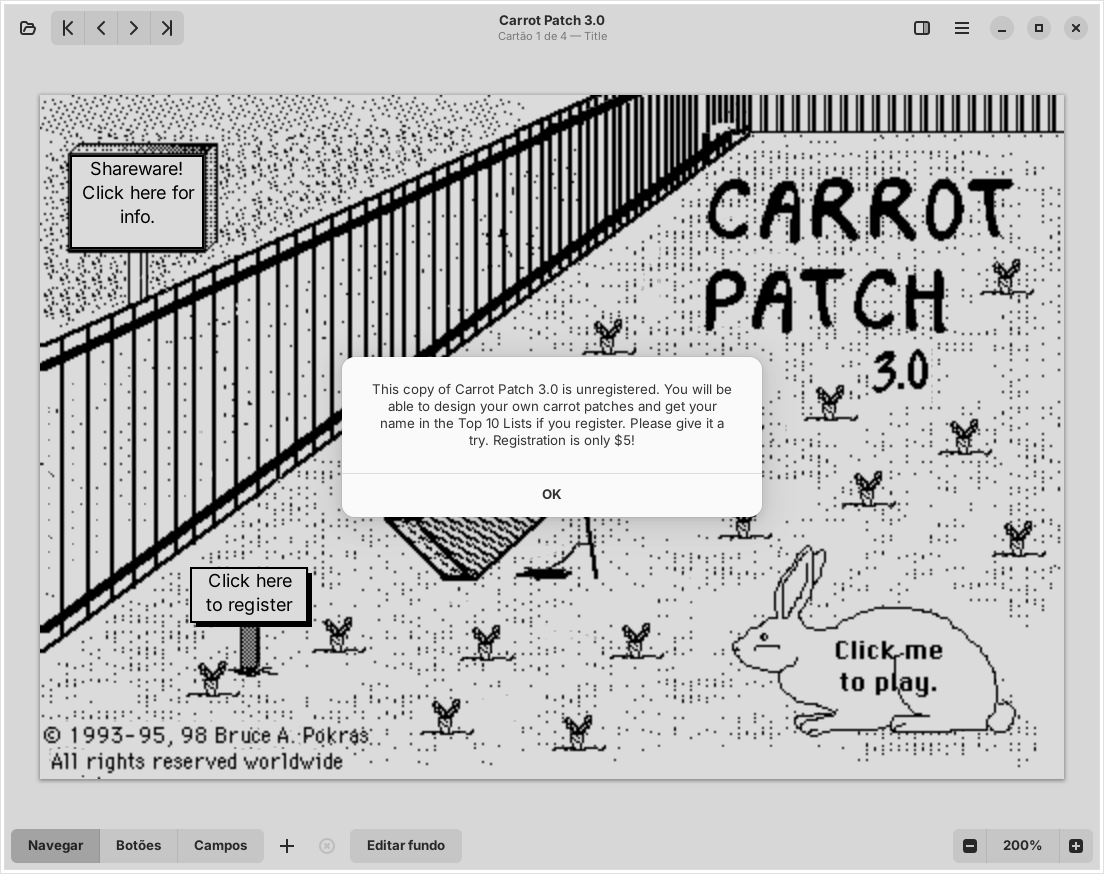 Carrot Patch 3.0
Cartão 1 de 4 — Title
Shareware!
Click here for
info.
CARROT
PATCH
3.0
This copy of Carrot Patch 3.0 is unregistered. You will be
able to design your own carrot patches and get your
name in the Top 10 Lists if you register. Please give it a
try. Registration is only $5!
OK
Click here
to register
Click me
to play.
© 1993-95, 98 Bruce A. Pokras
All rights reserved worldwide
Navegar Botões Campos Editar fundo 200%